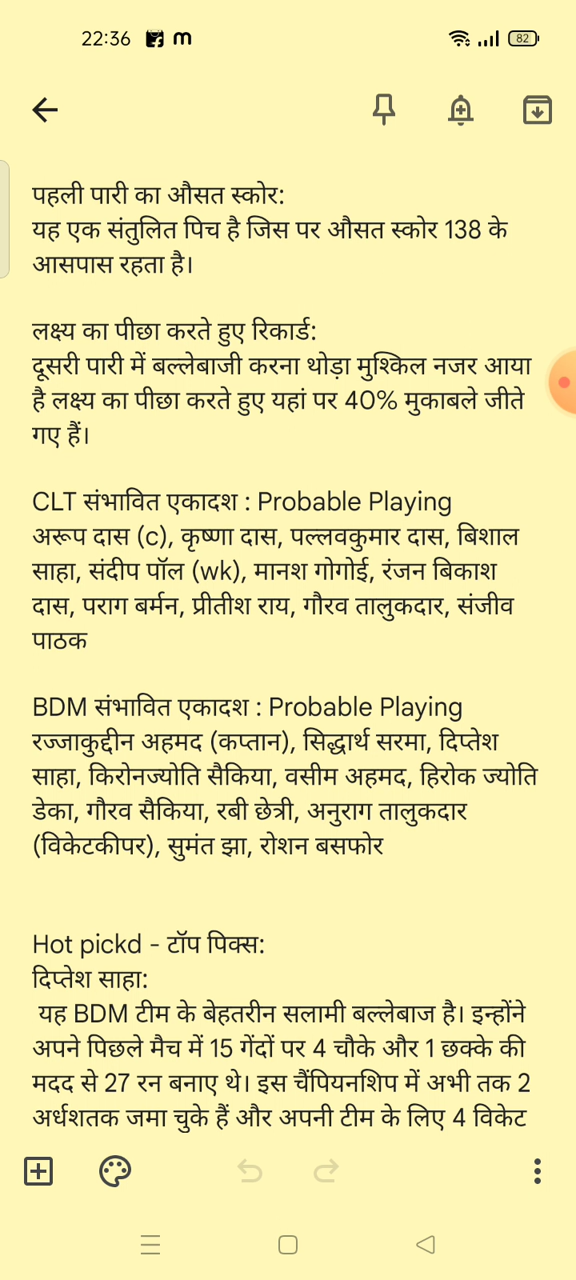 22:36
82
पहली पारी का औसत स्कोर:
यह एक संतुलित पिच है जिस पर औसत स्कोर 138 के
आसपास रहता है।
लक्ष्य का पीछा करते हुए रिकार्ड:
दूसरी पारी में बल्लेबाजी करना थोड़ा मुश्किल नजर आया
है लक्ष्य का पीछा करते हुए यहां पर 40% मुकाबले जीते
गए हैं।
CLT संभावित एकादश : Probable Playing
अरूप दास (c), कृष्णा दास, पल्लवकुमार दास, बिशाल
साहा, संदीप पॉल (wk), मानश गोगोई, रंजन बिकाश
दास, पराग बर्मन, प्रीतीश राय, गौरव तालुकदार, संजीव
पाठक
BDM संभावित एकादश : Probable Playing
रज्जाकुद्दीन अहमद (कप्तान), सिद्धार्थ सरमा, दिप्तेश
साहा, किरोनज्योति सैकिया, वसीम अहमद, हिरोक ज्योति
डेका, गौरव सैकिया, रबी छेत्री, अनुराग तालुकदार
(विकेटकीपर), सुमंत झा, रोशन बसफोर
Hot pickd - टॉप पिक्स:
दिप्तेश साहा:
यह BDM टीम के बेहतरीन सलामी बल्लेबाज है। इन्होंने
अपने पिछले मैच में 15 गेंदों पर 4 चौके और 1 छक्के की
मदद से 27 रन बनाए थे। इस चैंपियनशिप में अभी तक 2
अर्धशतक जमा चुके हैं और अपनी टीम के लिए 4 विकेट